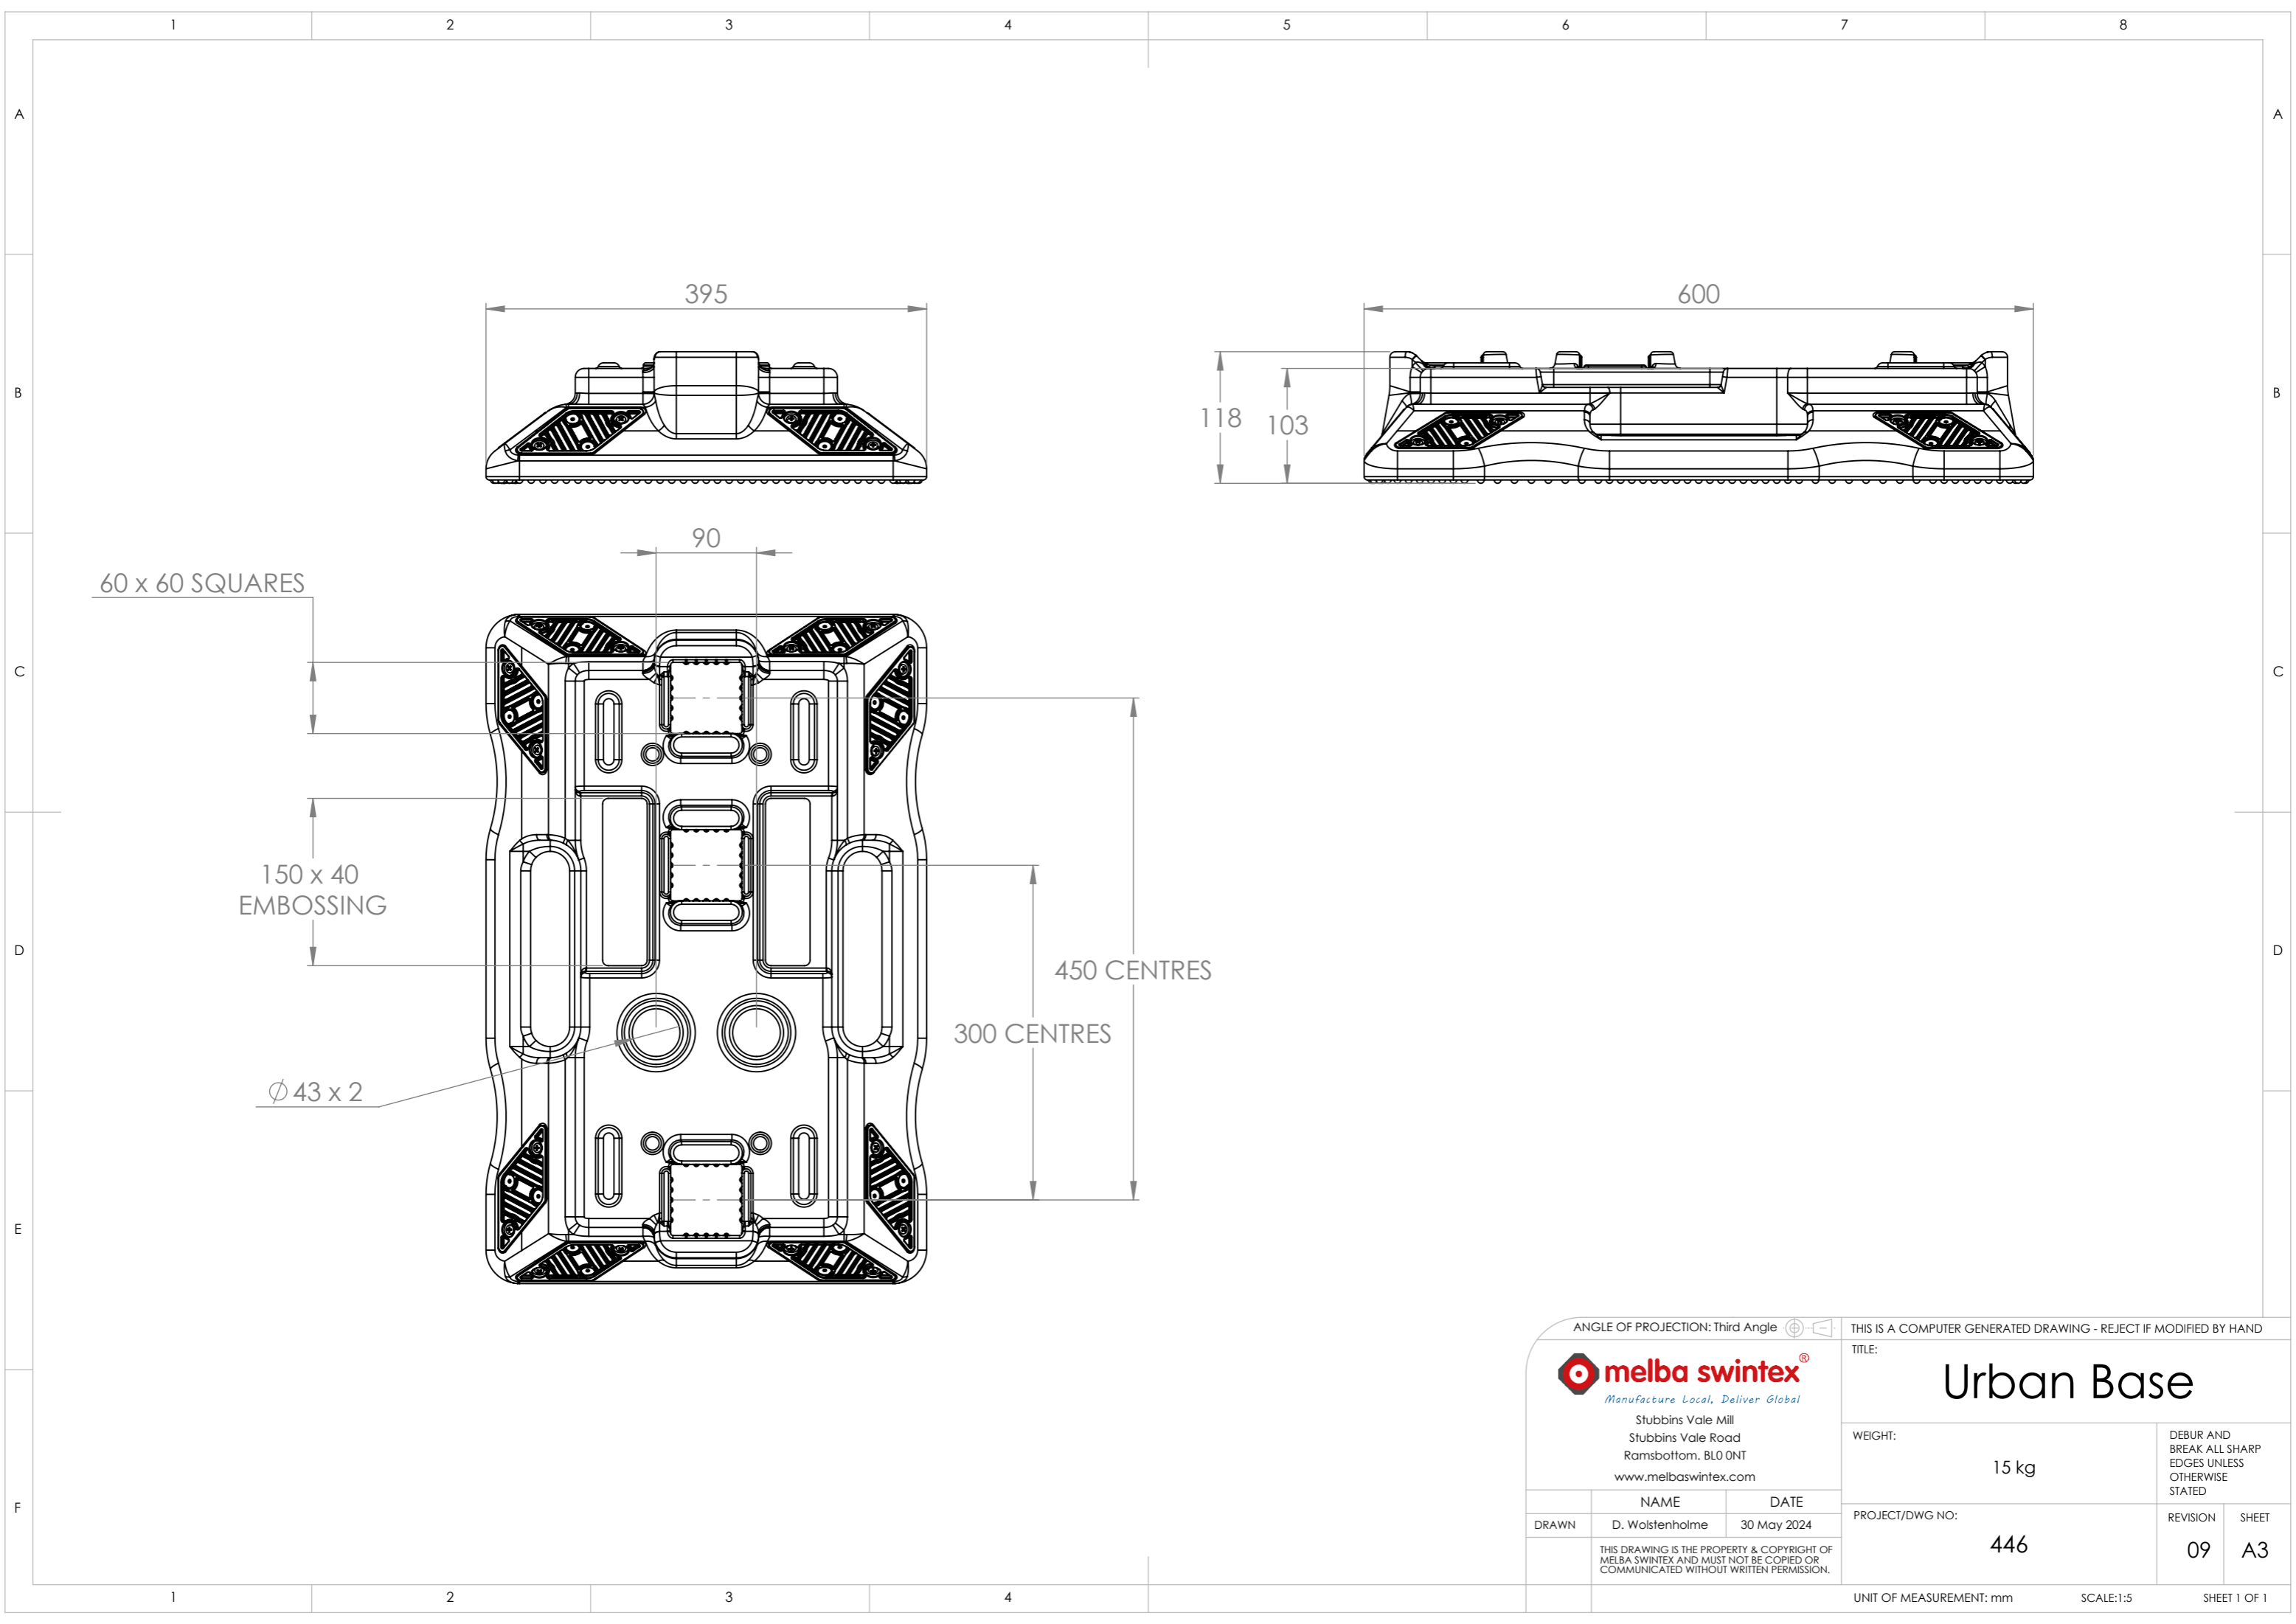 1 2 3 4 5 6 7 8
A A
B B
C C
D D
E
F
395
600
118
103
90
60 x 60 SQUARES
150 x 40
EMBOSSING
450 CENTRES
300 CENTRES
Ø 43 x 2
ANGLE OF PROJECTION: Third Angle
THIS IS A COMPUTER GENERATED DRAWING - REJECT IF MODIFIED BY HAND
melba swintex®
Manufacture Local, Deliver Global
Stubbins Vale Mill
Stubbins Vale Road
Ramsbottom. BL0 0NT
www.melbaswintex.com
NAME DATE
DRAWN D. Wolstenholme 30 May 2024
THIS DRAWING IS THE PROPERTY & COPYRIGHT OF
MELBA SWINTEX AND MUST NOT BE COPIED OR
COMMUNICATED WITHOUT WRITTEN PERMISSION.
TITLE:
Urban Base
WEIGHT:
15 kg
DEBUR AND
BREAK ALL SHARP
EDGES UNLESS
OTHERWISE
STATED
PROJECT/DWG NO:
446
REVISION
09
SHEET
A3
UNIT OF MEASUREMENT: mm SCALE:1:5 SHEET 1 OF 1
1 2 3 4